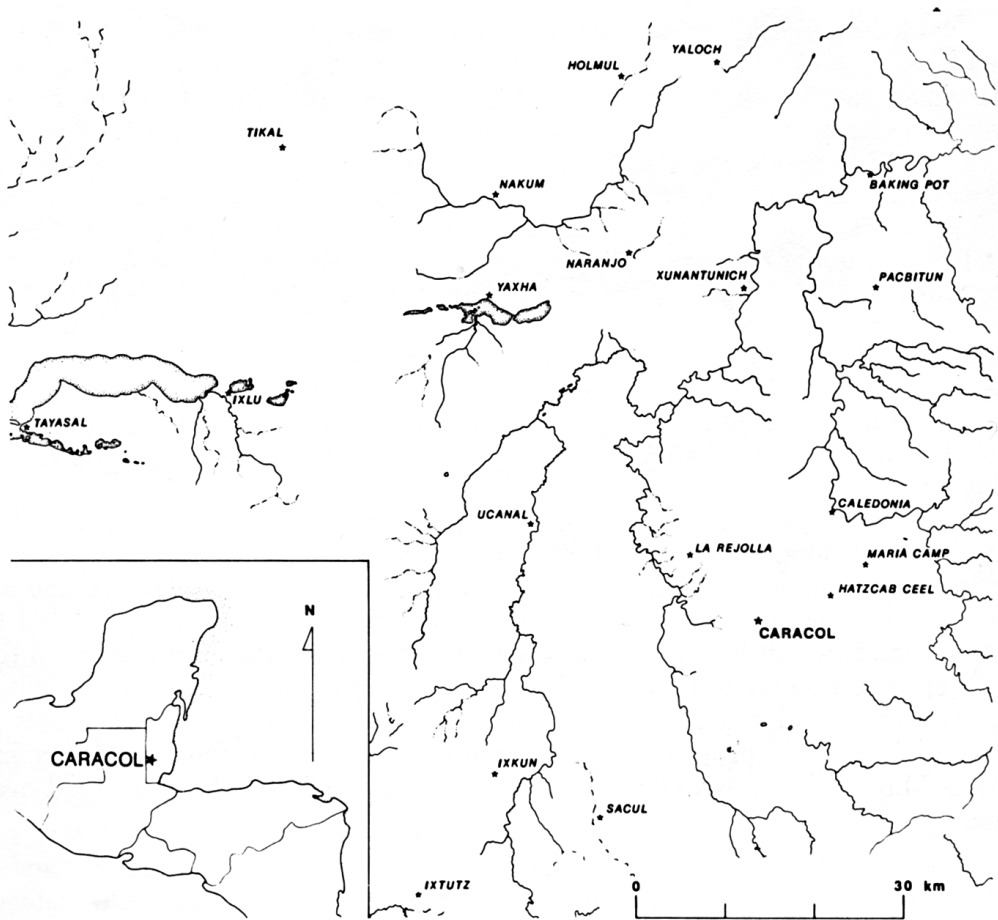 YALOCH
HOLMUL
TIKAL
NAKUM
BAKING POT
NARANJO
XUNANTUNICH
PACBITUN
YAXHA
IXLU
TAYASAL
CALEDONIA
UCANAL
LA REJOLLA
MARIA CAMP
HATZCAB CEEL
N
CARACOL
CARACOL
IXKUN
SACUL
IXTUTZ
0 30 km